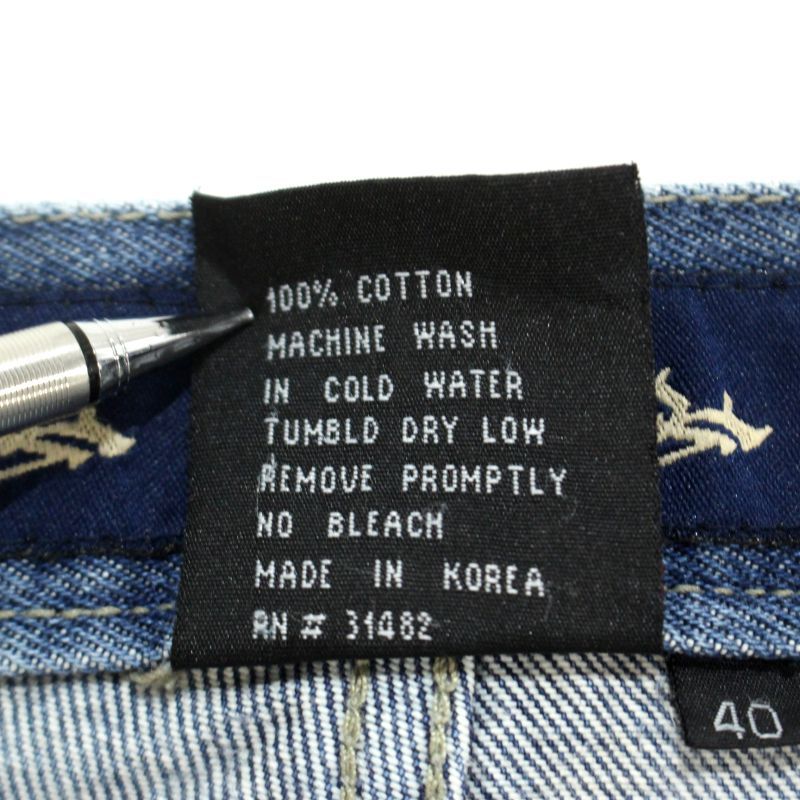 100% COTTON
MACHINE WASH
IN COLD WATER
TUMBLD DRY LOW
REMOVE PROMPTLY
NO BLEACH
MADE IN KOREA
RN # 31482
40